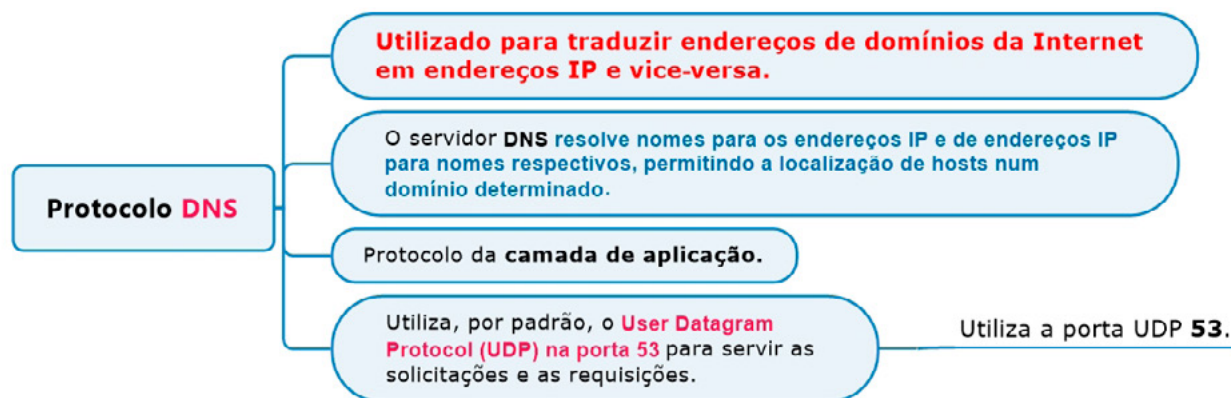 Utilizado para traduzir endereços de domínios da Internet
em endereços IP e vice-versa.
O servidor DNS resolve nomes para os endereços IP e de endereços IP
para nomes respectivos, permitindo a localização de hosts num
domínio determinado.
Protocolo DNS
Protocolo da camada de aplicação.
Utiliza, por padrão, o User Datagram
Protocol (UDP) na porta 53 para servir as
solicitações e as requisições.
Utiliza a porta UDP 53.